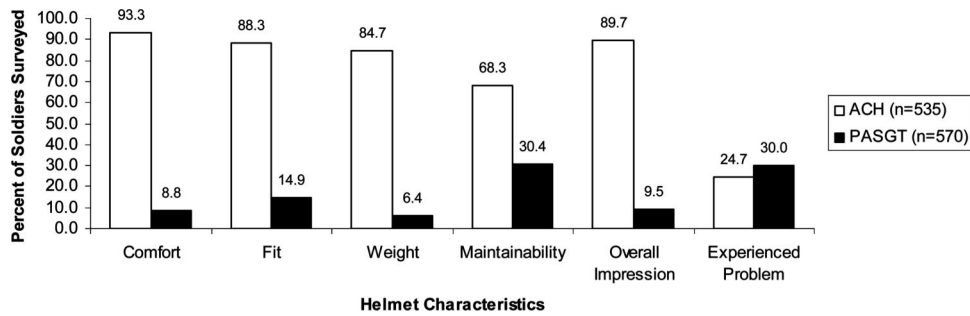 Percent of Soldiers Surveyed
100.0
90.0
80.0
70.0
60.0
50.0
40.0
30.0
20.0
10.0
0.0
93.3
8.8
88.3
14.9
84.7
6.4
68.3
30.4
89.7
9.5
24.7
30.0
Comfort
Fit
Weight
Maintainability
Overall
Impression
Experienced
Problem
Helmet Characteristics
ACH (n=535)
PASGT (n=570)